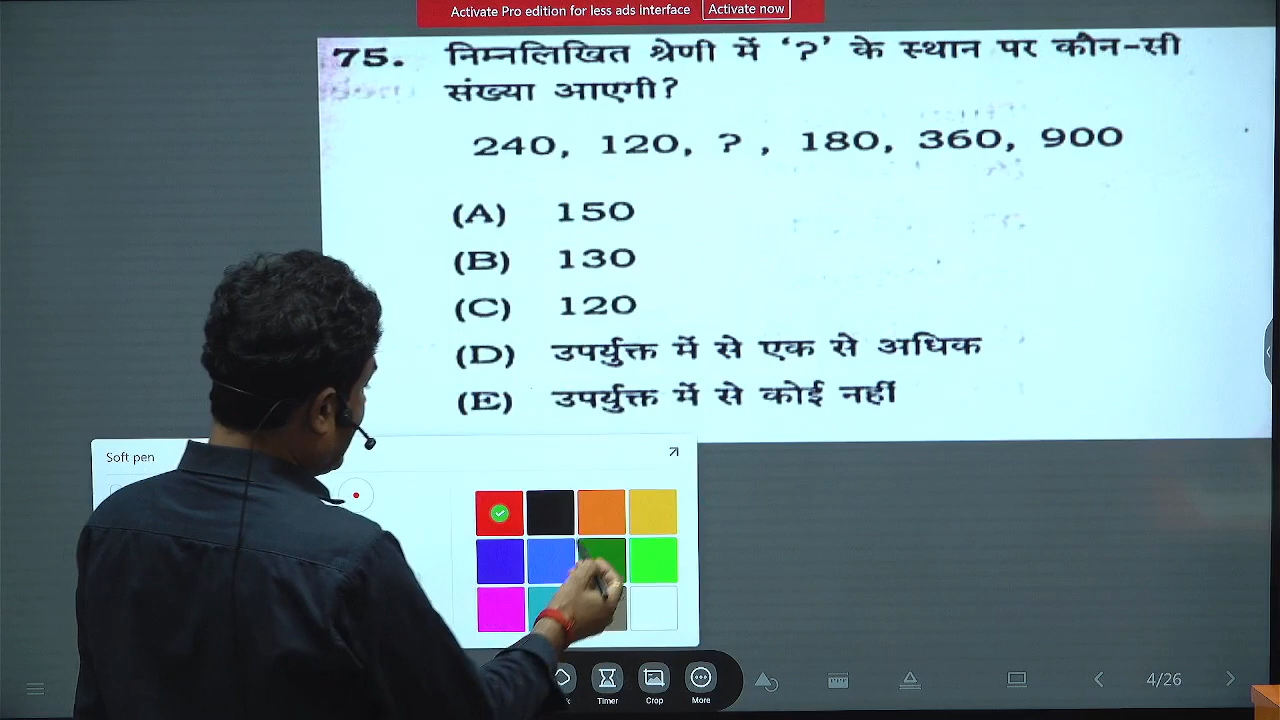 Activate Pro edition for less ads interface Activate now
75. निम्नलिखित श्रेणी में ‘?’ के स्थान पर कौन-सी
संख्या आएगी?
240, 120, ? , 180, 360, 900
(A) 150
(B) 130
(C) 120
(D) उपर्युक्त में से एक से अधिक
(E) उपर्युक्त में से कोई नहीं
Soft pen
Timer Crop More
4/26